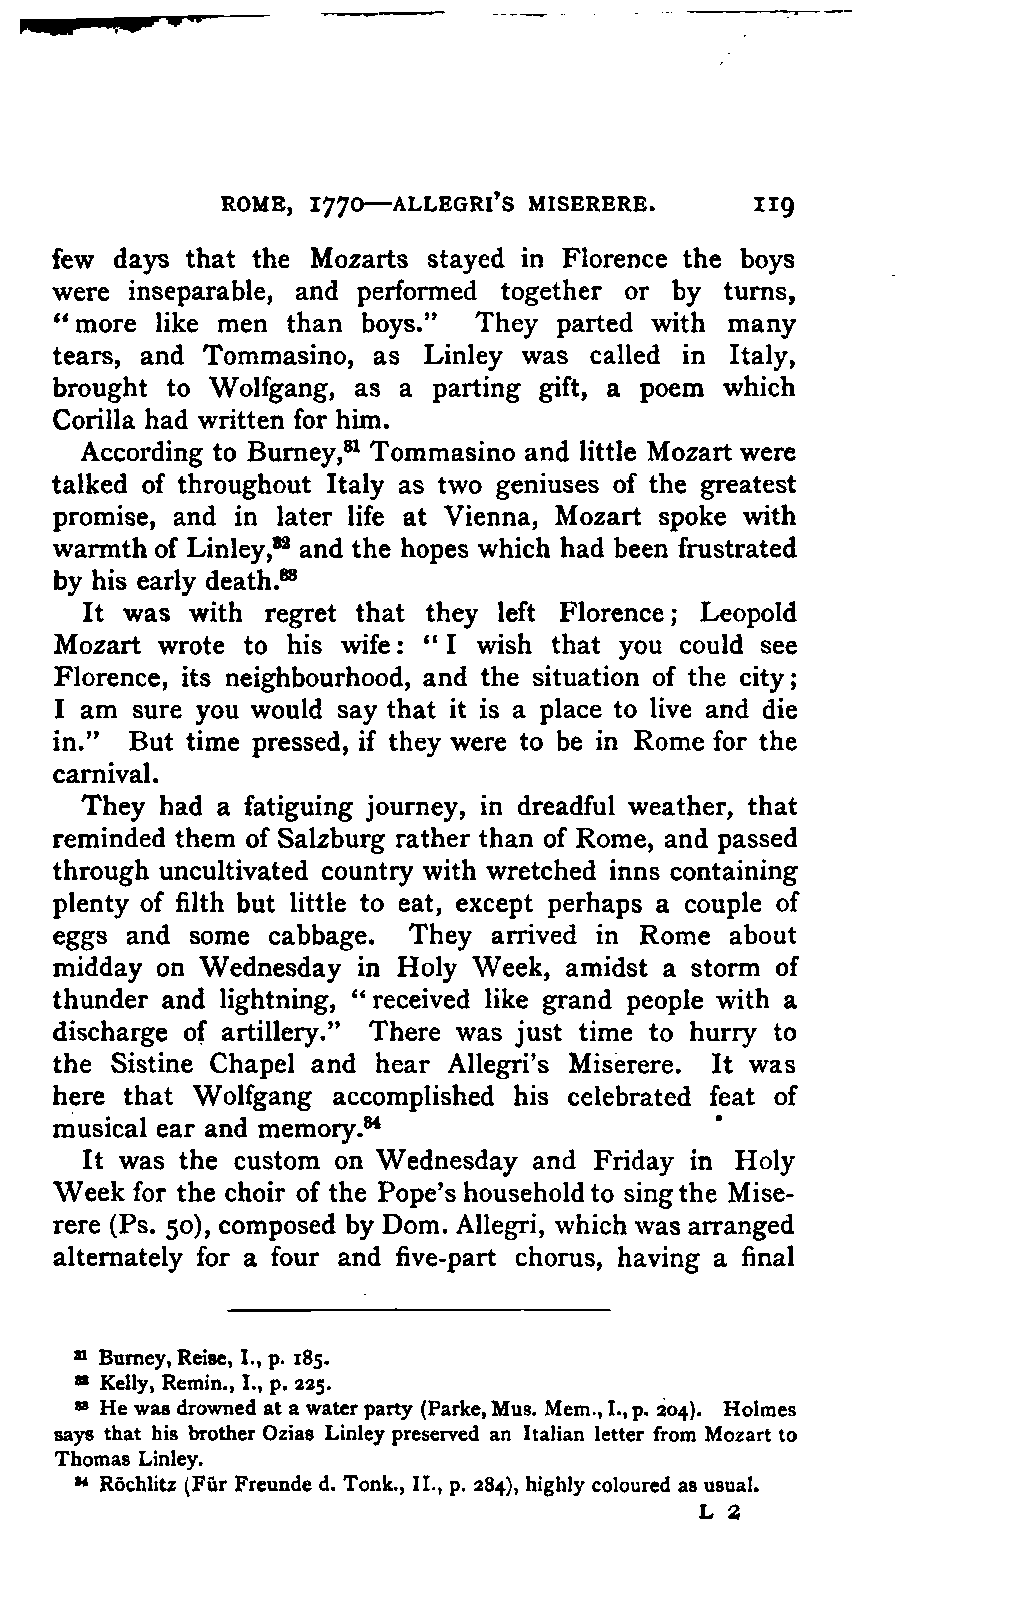 ROME, 1770—ALLEGRI'S MISERERE. 119
few days that the Mozarts stayed in Florence the boys
were inseparable, and performed together or by turns,
"more like men than boys." They parted with many
tears, and Tommasino, as Linley was called in Italy,
brought to Wolfgang, as a parting gift, a poem which
Corilla had written for him.
According to Burney,²¹ Tommasino and little Mozart were
talked of throughout Italy as two geniuses of the greatest
promise, and in later life at Vienna, Mozart spoke with
warmth of Linley,²² and the hopes which had been frustrated
by his early death.²³
It was with regret that they left Florence; Leopold
Mozart wrote to his wife: "I wish that you could see
Florence, its neighbourhood, and the situation of the city;
I am sure you would say that it is a place to live and die
in." But time pressed, if they were to be in Rome for the
carnival.
They had a fatiguing journey, in dreadful weather, that
reminded them of Salzburg rather than of Rome, and passed
through uncultivated country with wretched inns containing
plenty of filth but little to eat, except perhaps a couple of
eggs and some cabbage. They arrived in Rome about
midday on Wednesday in Holy Week, amidst a storm of
thunder and lightning, "received like grand people with a
discharge of artillery." There was just time to hurry to
the Sistine Chapel and hear Allegri's Miserere. It was
here that Wolfgang accomplished his celebrated feat of
musical ear and memory.²⁴
It was the custom on Wednesday and Friday in Holy
Week for the choir of the Pope's household to sing the Mise-
rere (Ps. 50), composed by Dom. Allegri, which was arranged
alternately for a four and five-part chorus, having a final
²¹ Burney, Reise, I., p. 185.
²² Kelly, Remin., I., p. 225.
²³ He was drowned at a water party (Parke, Mus. Mem., I., p. 204). Holmes
says that his brother Ozias Linley preserved an Italian letter from Mozart to
Thomas Linley.
²⁴ Röchlitz (Für Freunde d. Tonk., II., p. 284), highly coloured as usual.
L 2